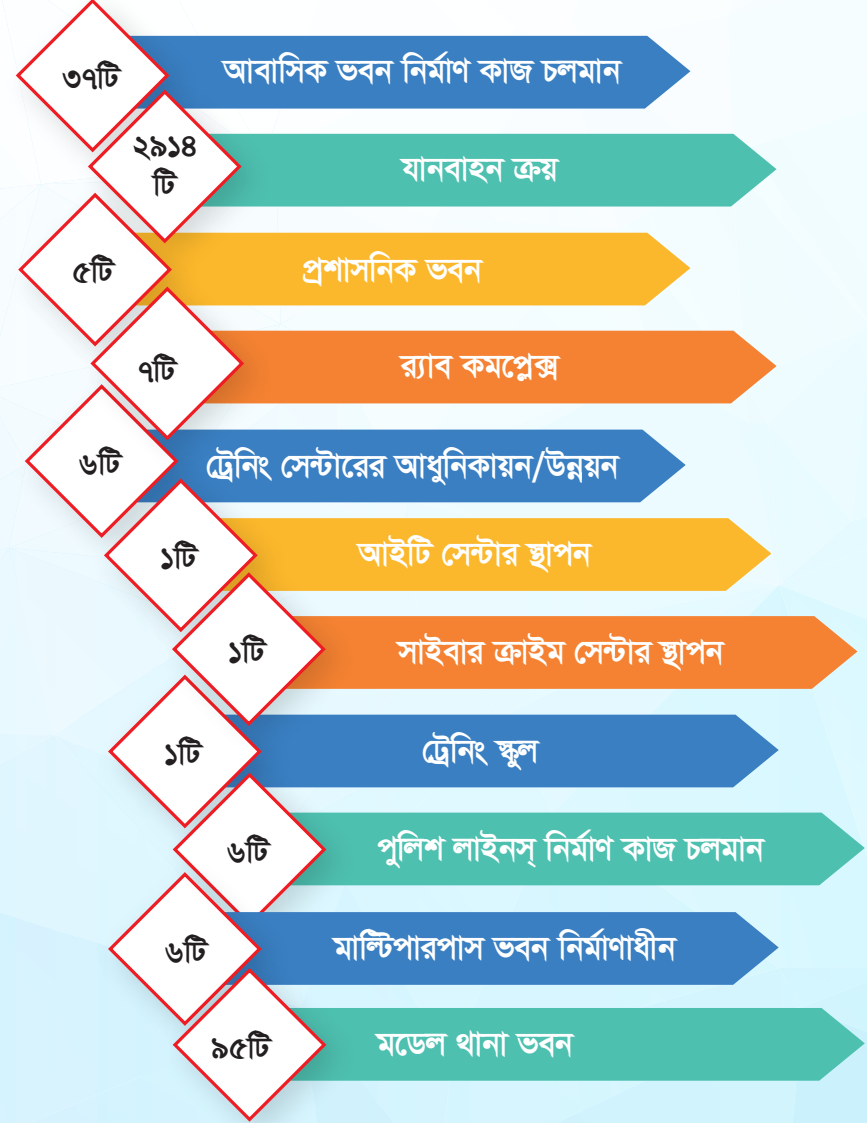 ৩৭টি
আবাসিক ভবন নির্মাণ কাজ চলমান
২৯১৪
টি
যানবাহন ক্রয়
৫টি
প্রশাসনিক ভবন
৭টি
র‍্যাব কমপ্লেক্স
৬টি
ট্রেনিং সেন্টারের আধুনিকায়ন/উন্নয়ন
১টি
আইটি সেন্টার স্থাপন
১টি
সাইবার ক্রাইম সেন্টার স্থাপন
১টি
ট্রেনিং স্কুল
৬টি
পুলিশ লাইনস্ নির্মাণ কাজ চলমান
৬টি
মাল্টিপারপাস ভবন নির্মাণাধীন
৯৫টি
মডেল থানা ভবন